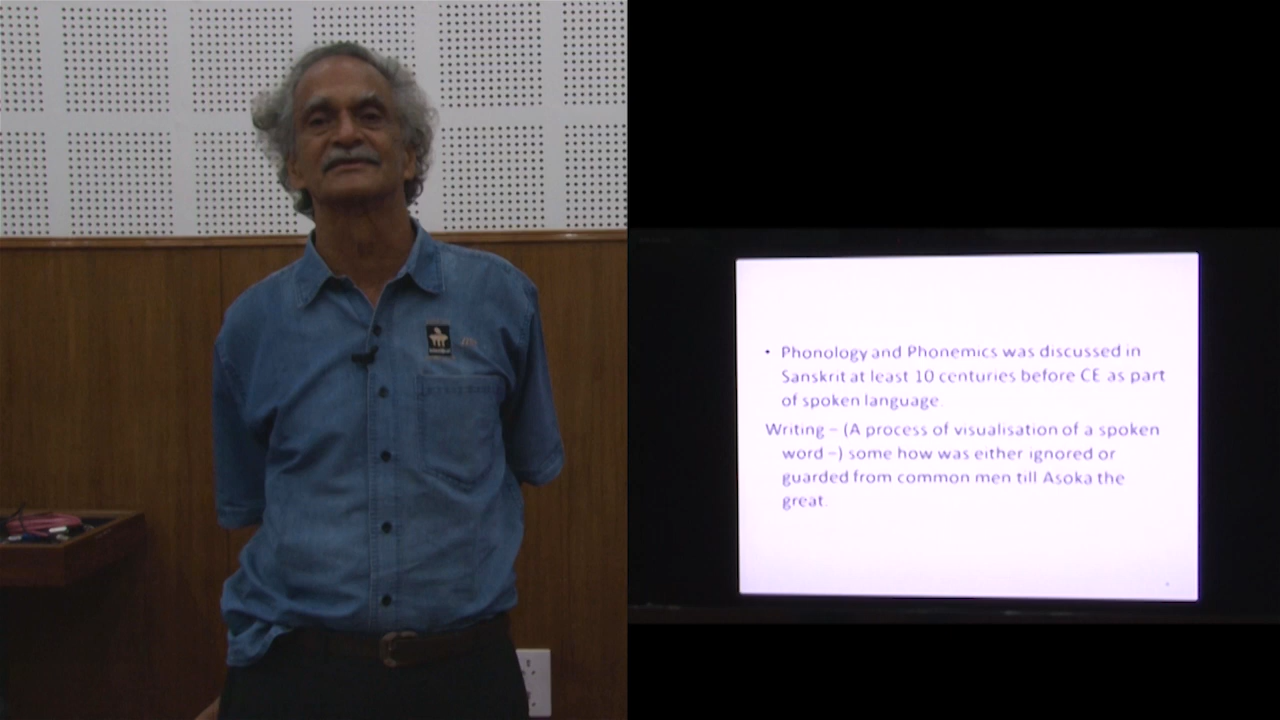 • Phonology and Phonemics was discussed in
Sanskrit at least 10 centuries before CE as part
of spoken language.
Writing – (A process of visualisation of a spoken
word –) some how was either ignored or
guarded from common men till Asoka the
great.